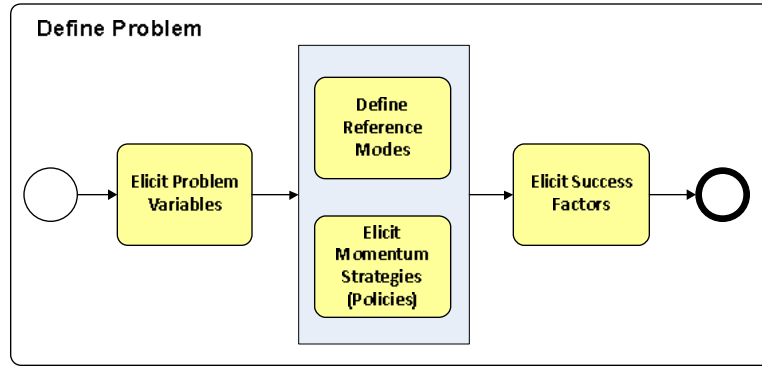 Define Problem
Elicit Problem
Variables
Define
Reference
Modes
Elicit
Momentum
Strategies
(Policies)
Elicit Success
Factors